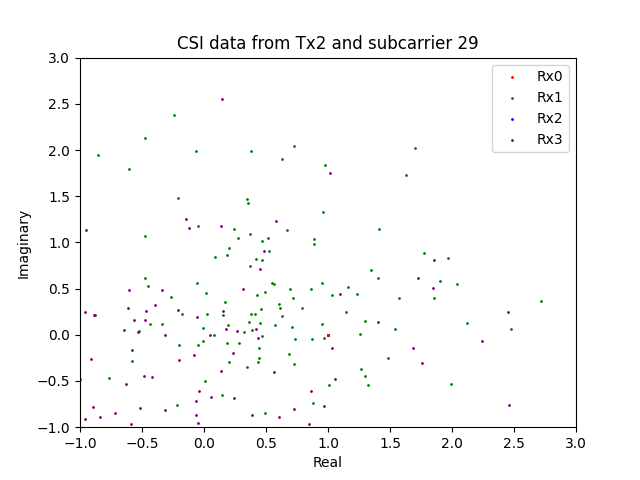 CSI data from Tx2 and subcarrier 29
3.0
2.5
2.0
1.5
1.0
0.5
0.0
−0.5
−1.0
Imaginary
Rx0
Rx1
Rx2
Rx3
−1.0 −0.5 0.0 0.5 1.0 1.5 2.0 2.5 3.0
Real